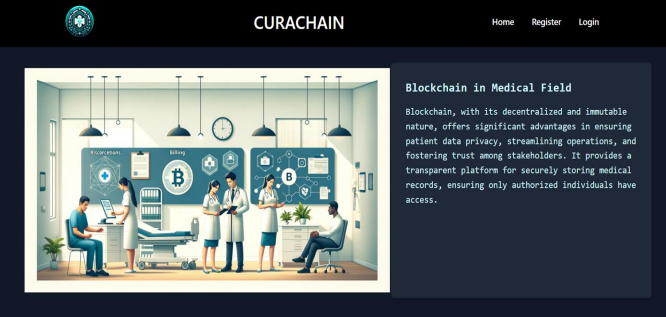 CURACHAIN
Home Register Login
Blockchain in Medical Field
Blockchain, with its decentralized and immutable
nature, offers significant advantages in ensuring
patient data privacy, streamlining operations, and
fostering trust among stakeholders. It provides a
transparent platform for securely storing medical
records, ensuring only authorized individuals have
access.
Billing